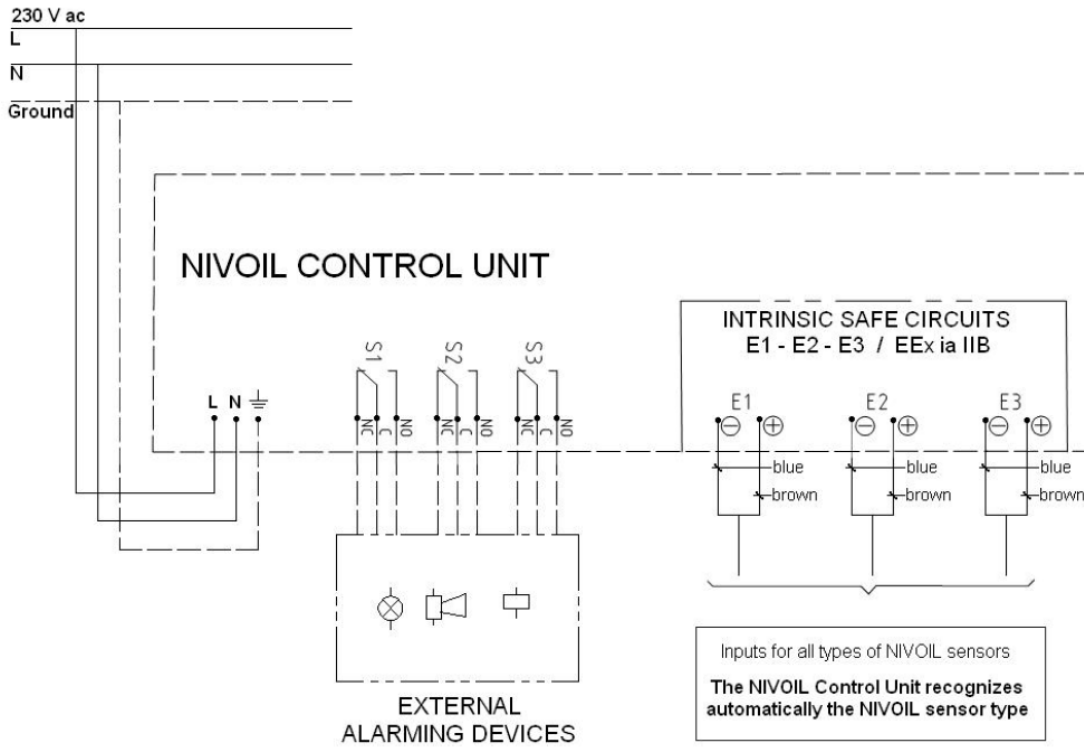 230 V ac
L
N
Ground
NIVOIL CONTROL UNIT
INTRINSIC SAFE CIRCUITS
E1 - E2 - E3 / EEx ia IIB
S1
S2
S3
L N
NC
C
NO
NC
C
NO
NC
C
NO
E1
E2
E3
- +
- +
- +
blue
brown
blue
brown
blue
brown
EXTERNAL
ALARMING DEVICES
Inputs for all types of NIVOIL sensors
The NIVOIL Control Unit recognizes
automatically the NIVOIL sensor type